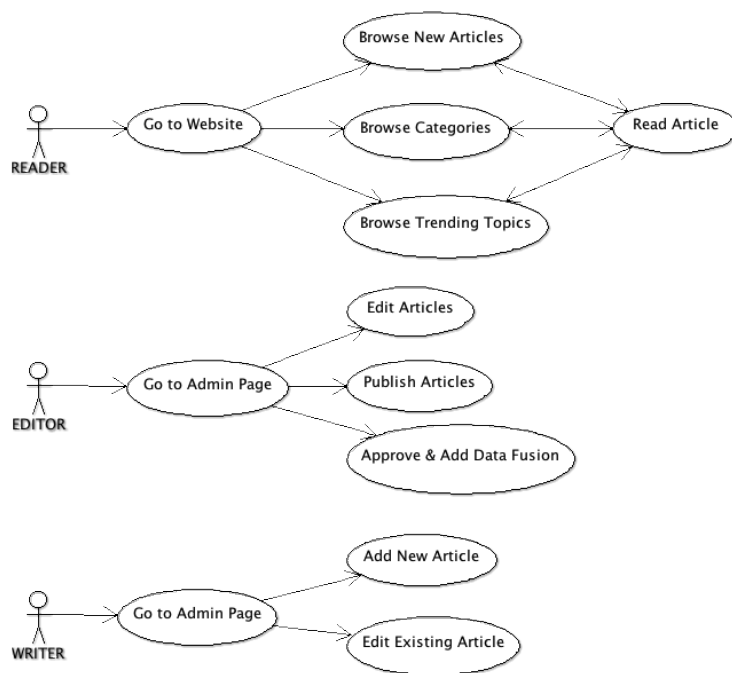 Browse New Articles
Go to Website
Browse Categories
Read Article
READER
Browse Trending Topics
Edit Articles
Go to Admin Page
Publish Articles
EDITOR
Approve & Add Data Fusion
Add New Article
Go to Admin Page
Edit Existing Article
WRITER